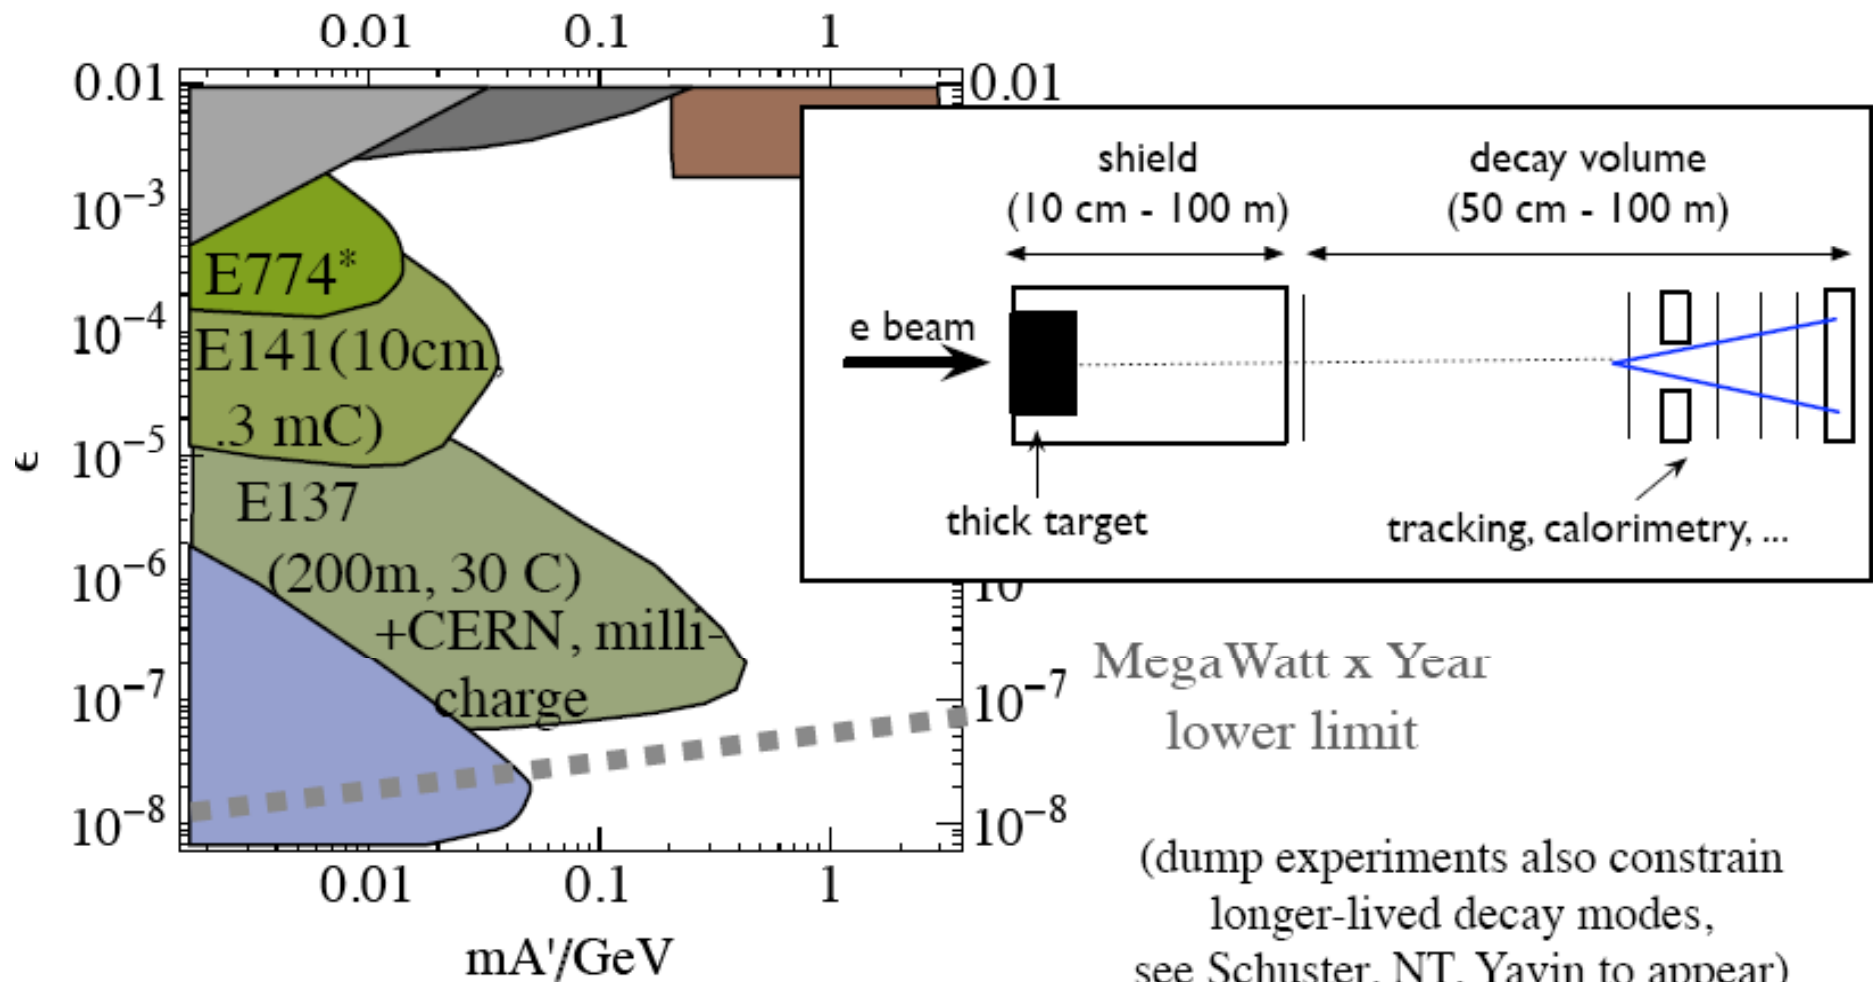 0.01 0.1 1
0.01
10−3
10−4
10−5
10−6
10−7
10−8
ϵ
0.01
10
10−7
10−8
E774*
E141(10cm
.3 mC)
E137
(200m, 30 C)
+CERN, milli-
charge
0.01 0.1 1
mA'/GeV
shield
(10 cm - 100 m)
decay volume
(50 cm - 100 m)
e beam
thick target
tracking, calorimetry, ...
MegaWatt x Year
lower limit
(dump experiments also constrain
longer-lived decay modes,
see Schuster, NT, Yavin to appear)